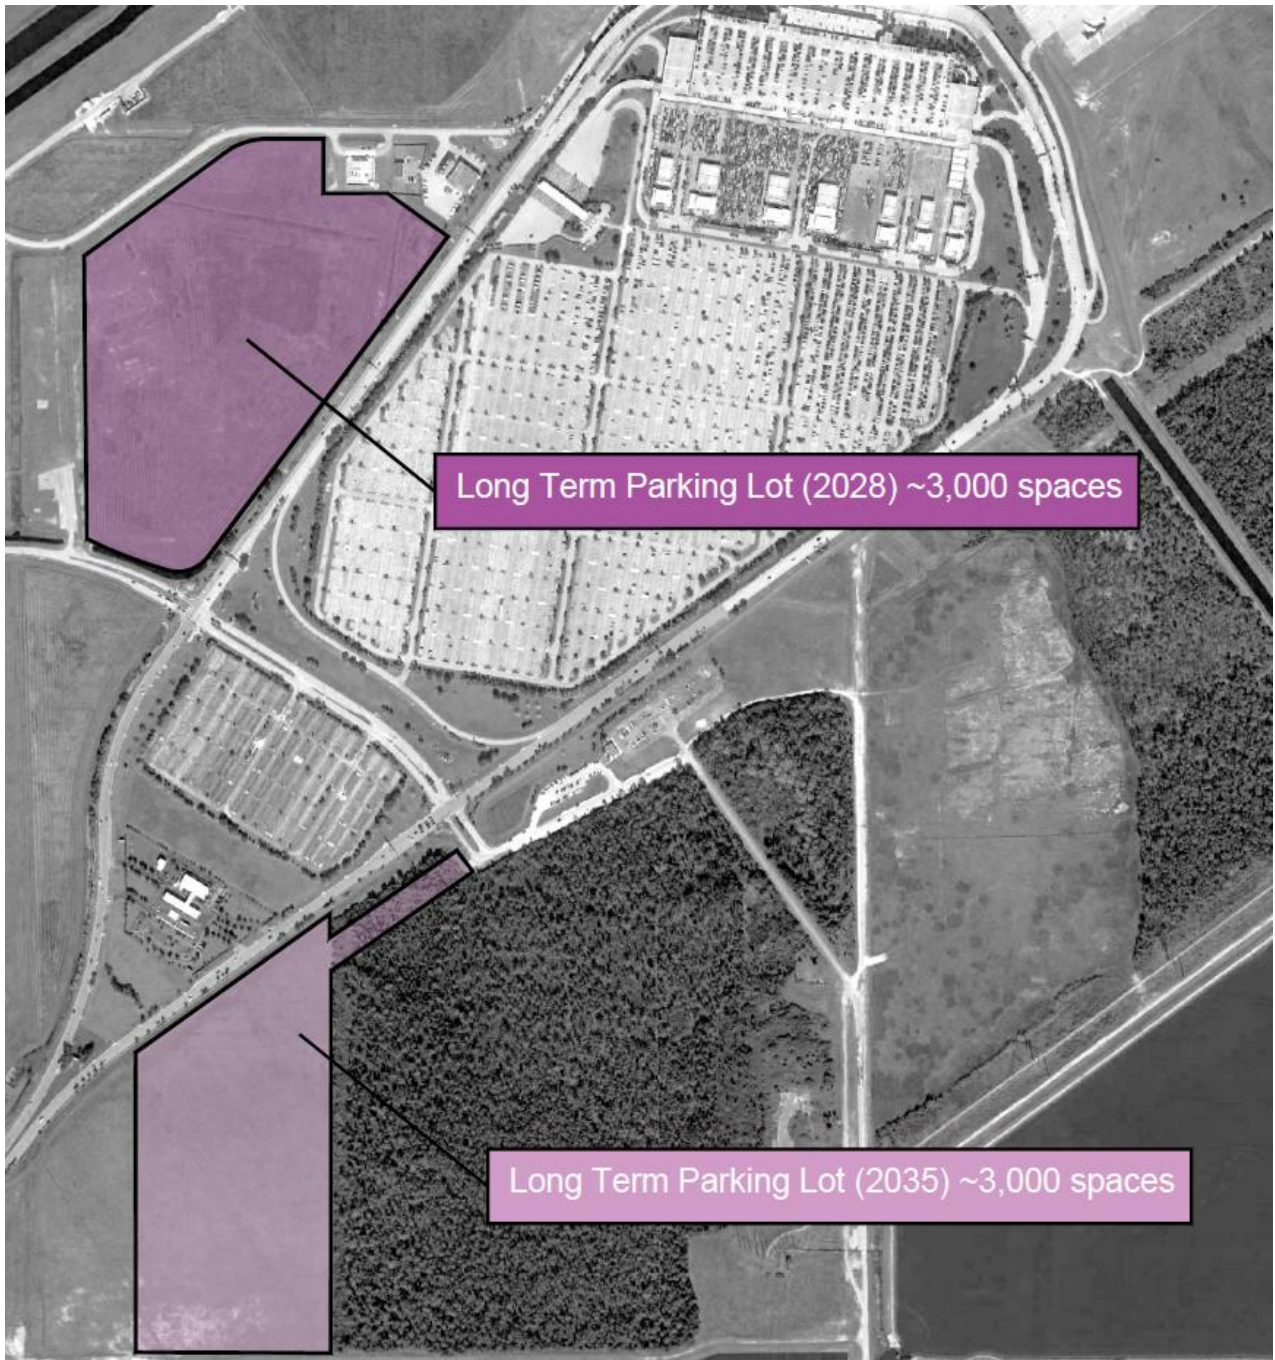 Long Term Parking Lot (2028) ~3,000 spaces
Long Term Parking Lot (2035) ~3,000 spaces